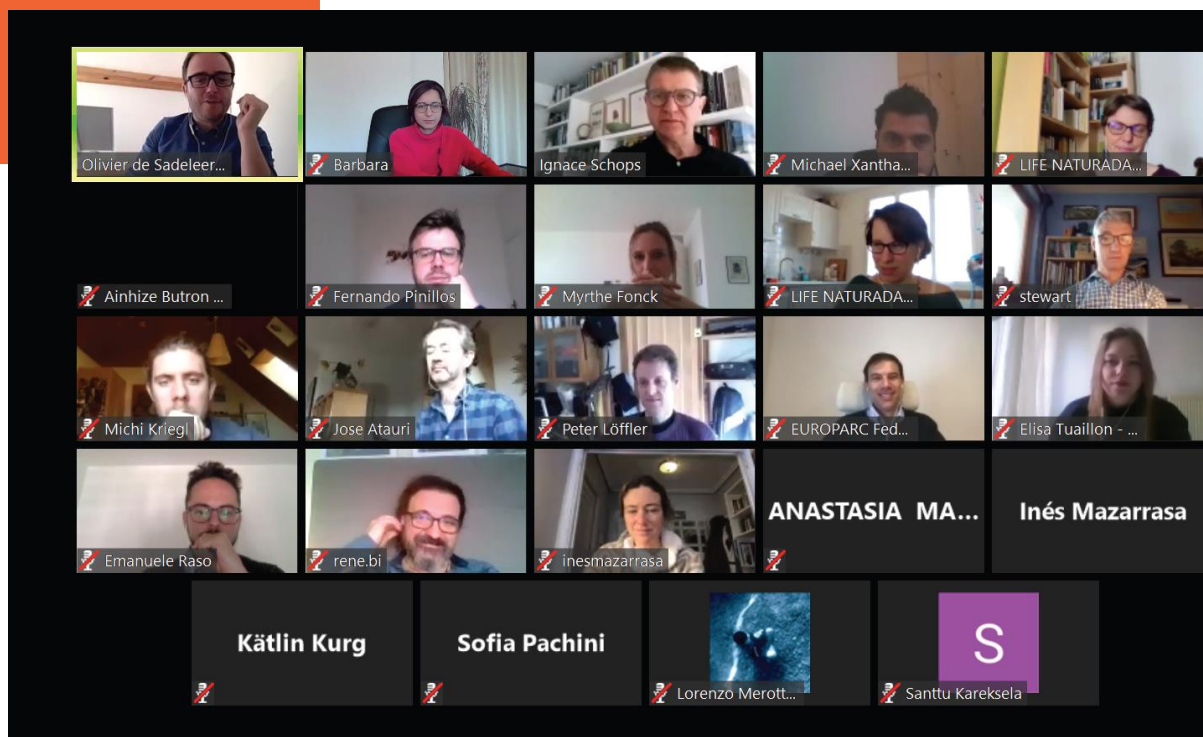 Olivier de Sadeleer...
Barbara
Ignace Schops
Michael Xantha...
LIFE NATURADA...
Ainhize Butron ...
Fernando Pinillos
Myrthe Fonck
LIFE NATURADA...
stewart
Michi Kriegl
Jose Atauri
Peter Löffler
EUROPARC Fed...
Elisa Tuaillon - ...
Emanuele Raso
rene.bi
inesmazarrasa
ANASTASIA MA...
Inés Mazarrasa
Kätlin Kurg
Sofia Pachini
Lorenzo Merott...
S
Santtu Kareksela